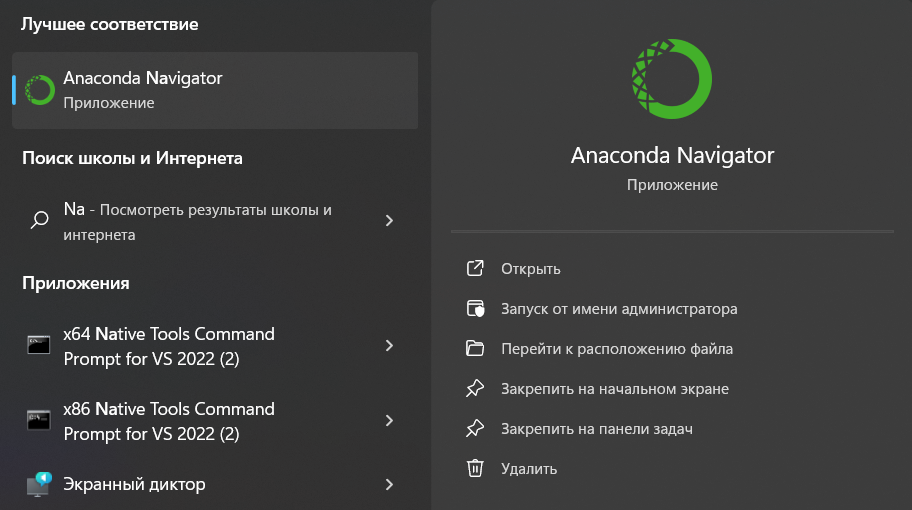 Лучшее соответствие
Anaconda Navigator
Приложение
Поиск школы и Интернета
Na - Посмотреть результаты школы и
интернета
Приложения
x64 Native Tools Command
Prompt for VS 2022 (2)
x86 Native Tools Command
Prompt for VS 2022 (2)
Экранный диктор
Anaconda Navigator
Приложение
Открыть
Запуск от имени администратора
Перейти к расположению файла
Закрепить на начальном экране
Закрепить на панели задач
Удалить